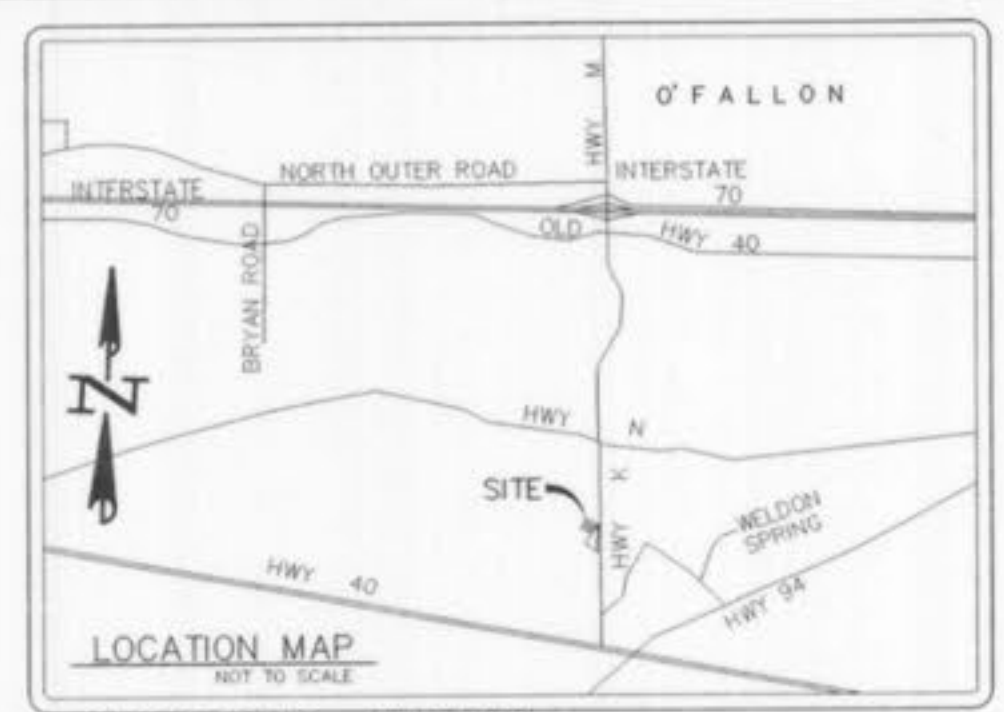 O'FALLON
HWY M
NORTH OUTER ROAD
INTERSTATE
70
INTERSTATE
70
OLD HWY 40
BRYAN ROAD
N
HWY N
SITE
HWY K
WELDON
SPRING
HWY 94
HWY 40
LOCATION MAP
NOT TO SCALE